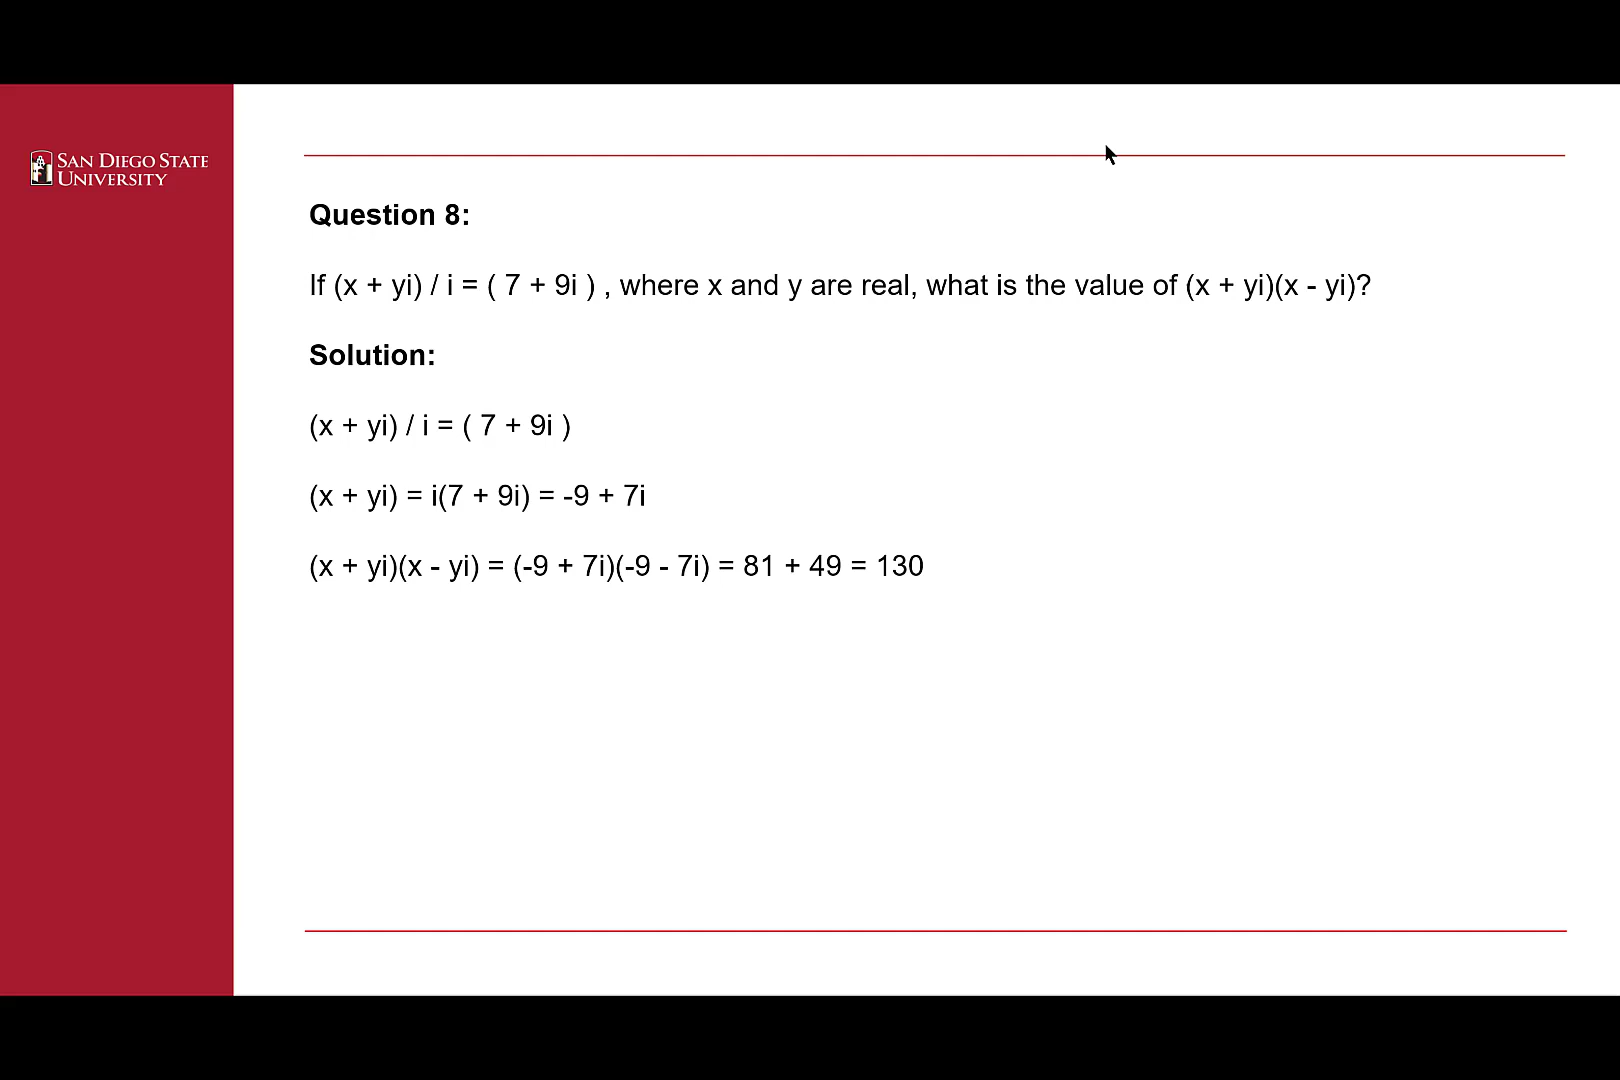 SAN DIEGO STATE
UNIVERSITY
Question 8:
If (x + yi) / i = ( 7 + 9i ) , where x and y are real, what is the value of (x + yi)(x - yi)?
Solution:
(x + yi) / i = ( 7 + 9i )
(x + yi) = i(7 + 9i) = -9 + 7i
(x + yi)(x - yi) = (-9 + 7i)(-9 - 7i) = 81 + 49 = 130